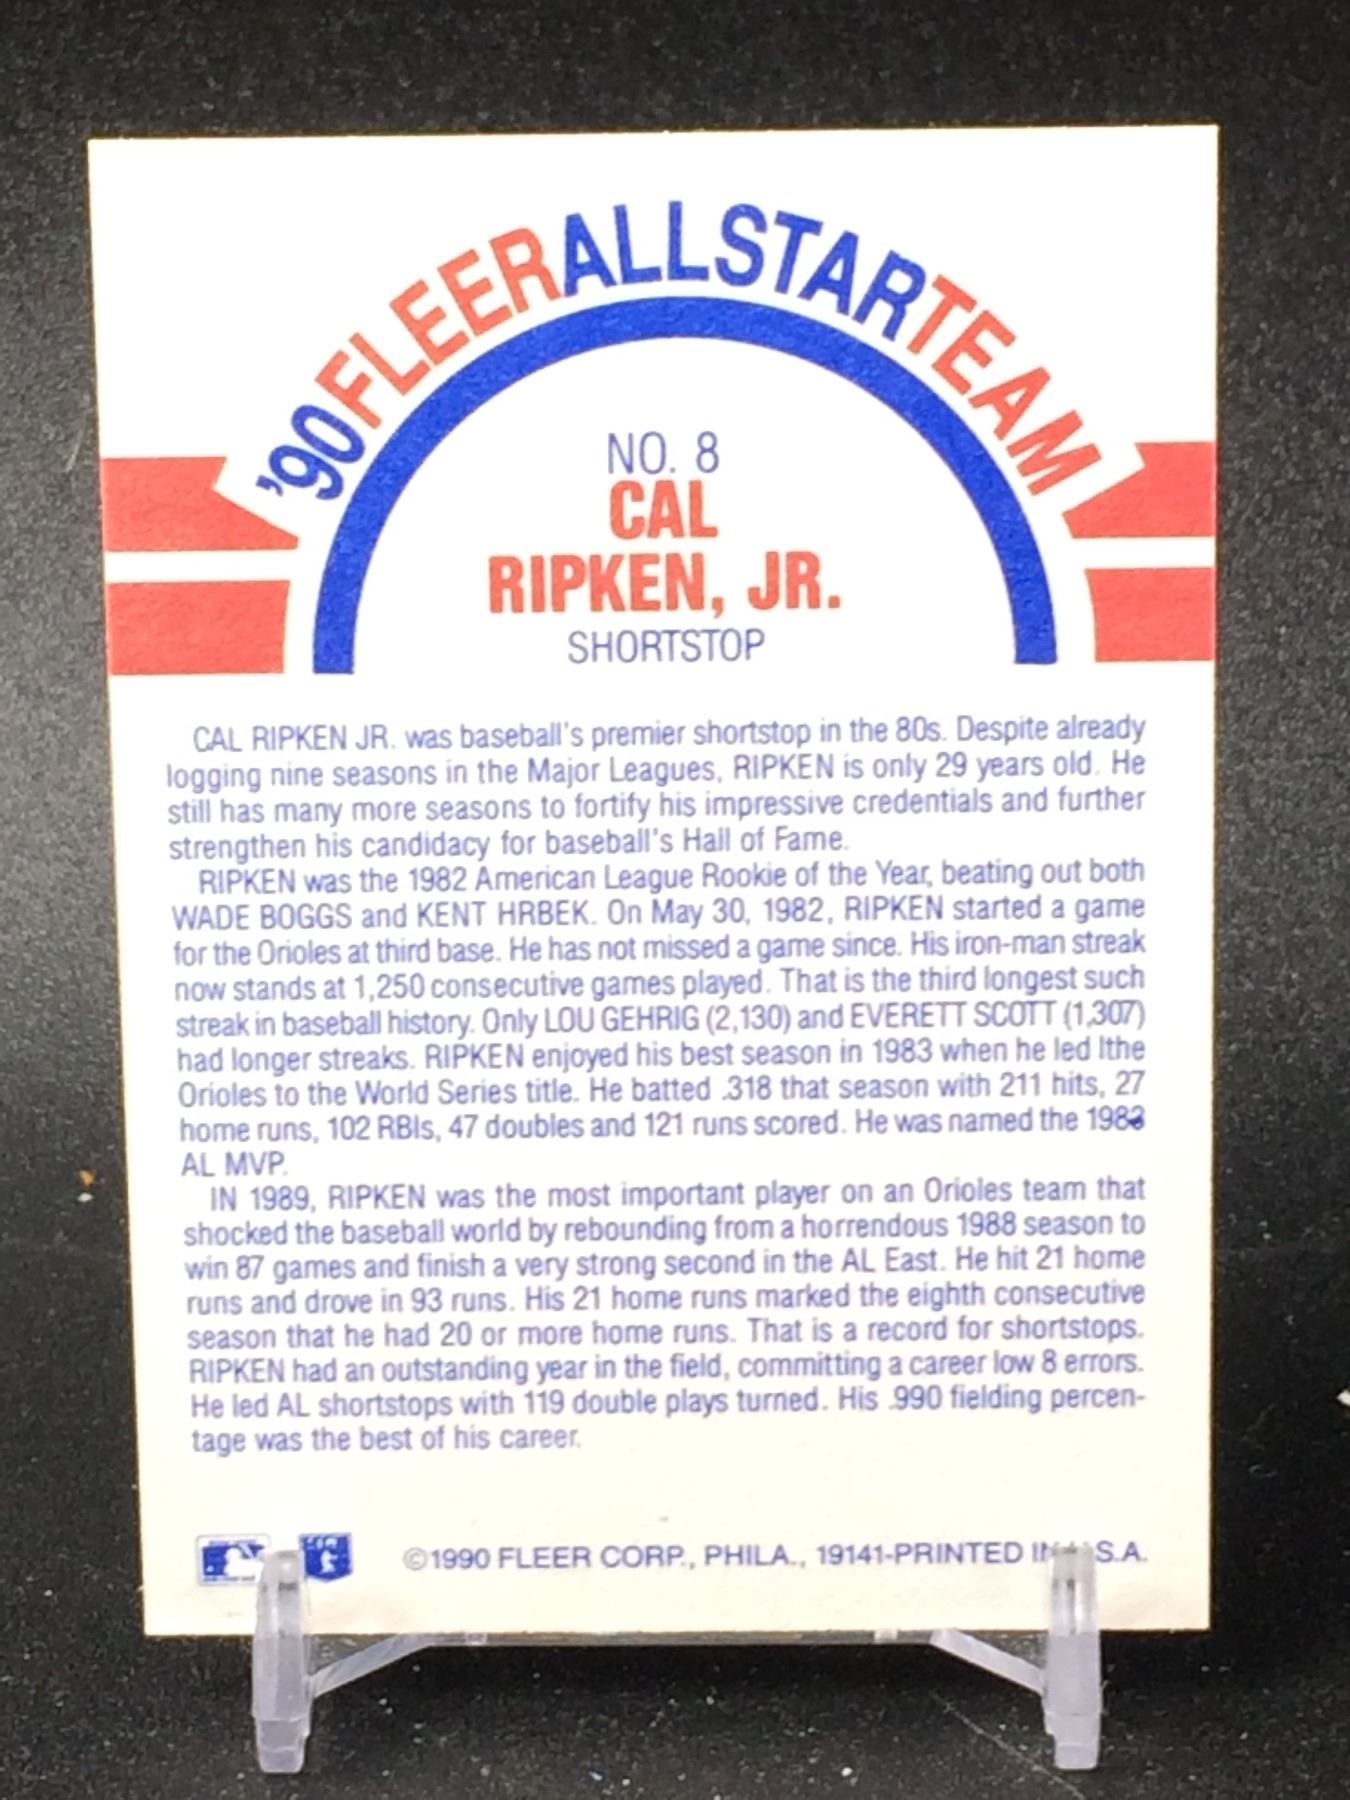 '90FLEERALLSTARTEAM
NO. 8
CAL
RIPKEN, JR.
SHORTSTOP
CAL RIPKEN JR. was baseball's premier shortstop in the 80s. Despite already
logging nine seasons in the Major Leagues, RIPKEN is only 29 years old. He
still has many more seasons to fortify his impressive credentials and further
strengthen his candidacy for baseball's Hall of Fame.
RIPKEN was the 1982 American League Rookie of the Year, beating out both
WADE BOGGS and KENT HRBEK. On May 30, 1982, RIPKEN started a game
for the Orioles at third base. He has not missed a game since. His iron-man streak
now stands at 1,250 consecutive games played. That is the third longest such
streak in baseball history. Only LOU GEHRIG (2,130) and EVERETT SCOTT (1,307)
had longer streaks. RIPKEN enjoyed his best season in 1983 when he led lthe
Orioles to the World Series title. He batted .318 that season with 211 hits, 27
home runs, 102 RBIs, 47 doubles and 121 runs scored. He was named the 1983
AL MVP.
IN 1989, RIPKEN was the most important player on an Orioles team that
shocked the baseball world by rebounding from a horrendous 1988 season to
win 87 games and finish a very strong second in the AL East. He hit 21 home
runs and drove in 93 runs. His 21 home runs marked the eighth consecutive
season that he had 20 or more home runs. That is a record for shortstops.
RIPKEN had an outstanding year in the field, committing a career low 8 errors.
He led AL shortstops with 119 double plays turned. His .990 fielding percen-
tage was the best of his career.
©1990 FLEER CORP., PHILA., 19141-PRINTED IN U.S.A.